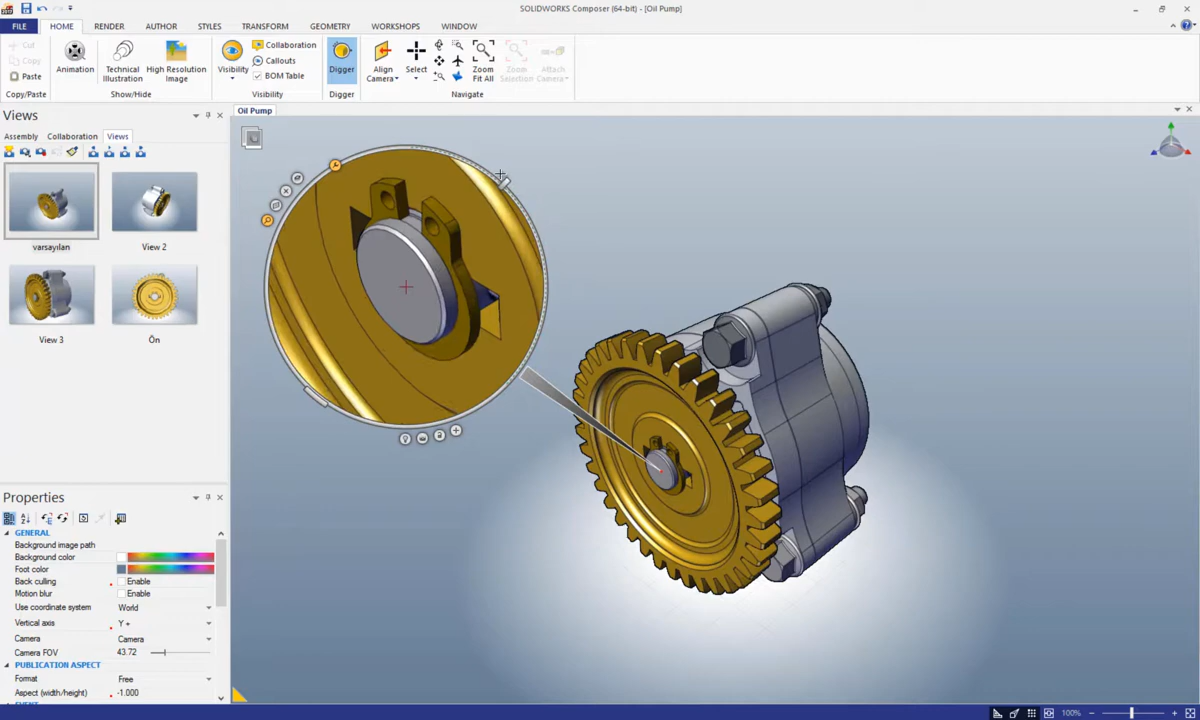 SOLIDWORKS Composer (64-bit) - [Oil Pump]
FILE HOME RENDER AUTHOR STYLES TRANSFORM GEOMETRY WORKSHOPS WINDOW
Cut
Copy
Paste
Copy/Paste
Animation
Technical Illustration
High Resolution Image
Show/Hide
Visibility
Collaboration
Callouts
BOM Table
Visibility
Digger
Digger
Align Camera
Select
Zoom Fit All
Zoom Selection
Attach Camera
Navigate
Views
Assembly Collaboration Views
varsayılan
View 2
View 3
Ön
Oil Pump
Properties
GENERAL
Background image path
Background color
Foot color
Back culling Enable
Motion blur Enable
Use coordinate system World
Vertical axis Y +
Camera Camera
Camera FOV 43.72
PUBLICATION ASPECT
Format Free
Aspect (width/height) -1.000
EVENT
100%